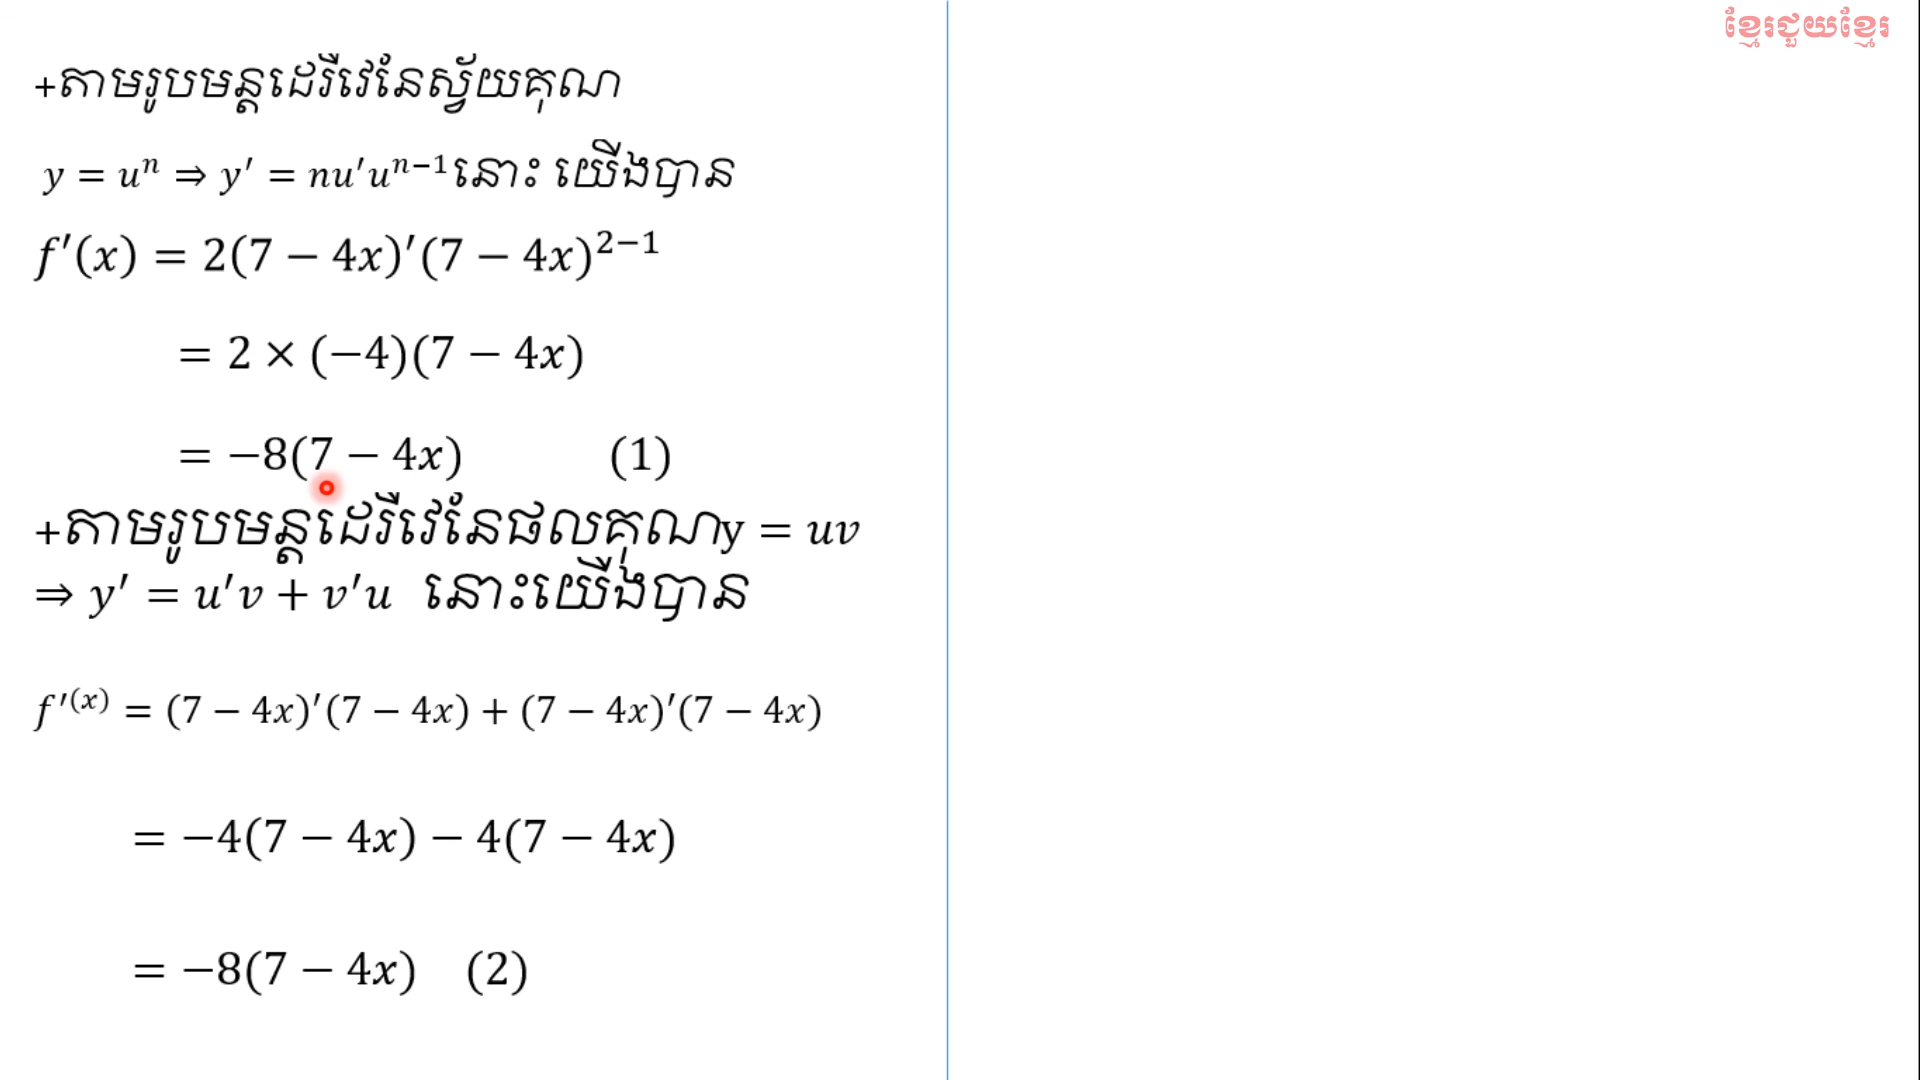 ខ្មែរជួយខ្មែរ
+តាមរូបមន្តដេរីវេនៃស្វ័យគុណ
y = uⁿ ⇒ y′ = nu′uⁿ⁻¹នោះ យើងបាន
f′(x) = 2(7 − 4x)′(7 − 4x)²⁻¹
= 2 × (−4)(7 − 4x)
= −8(7 − 4x) (1)
+តាមរូបមន្តដេរីវេនៃផលគុណy = uv
⇒ y′ = u′v + v′u នោះយើងបាន
f′⁽ˣ⁾ = (7 − 4x)′(7 − 4x) + (7 − 4x)′(7 − 4x)
= −4(7 − 4x) − 4(7 − 4x)
= −8(7 − 4x) (2)